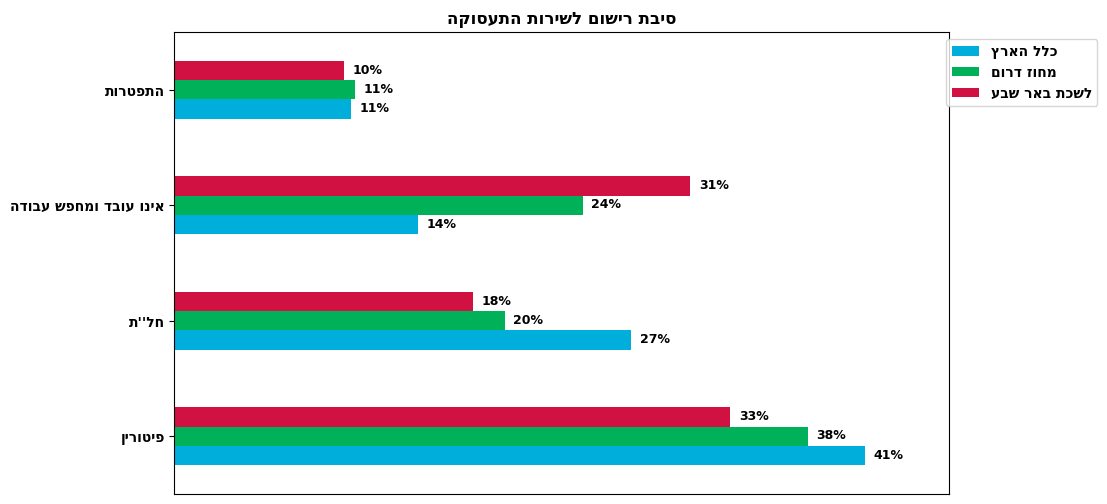 סיבת רישום לשירות התעסוקה
כלל הארץ
מחוז דרום
לשכת באר שבע
התפטרות
10%
11%
11%
אינו עובד ומחפש עבודה
31%
24%
14%
חל''ת
18%
20%
27%
פיטורין
33%
38%
41%